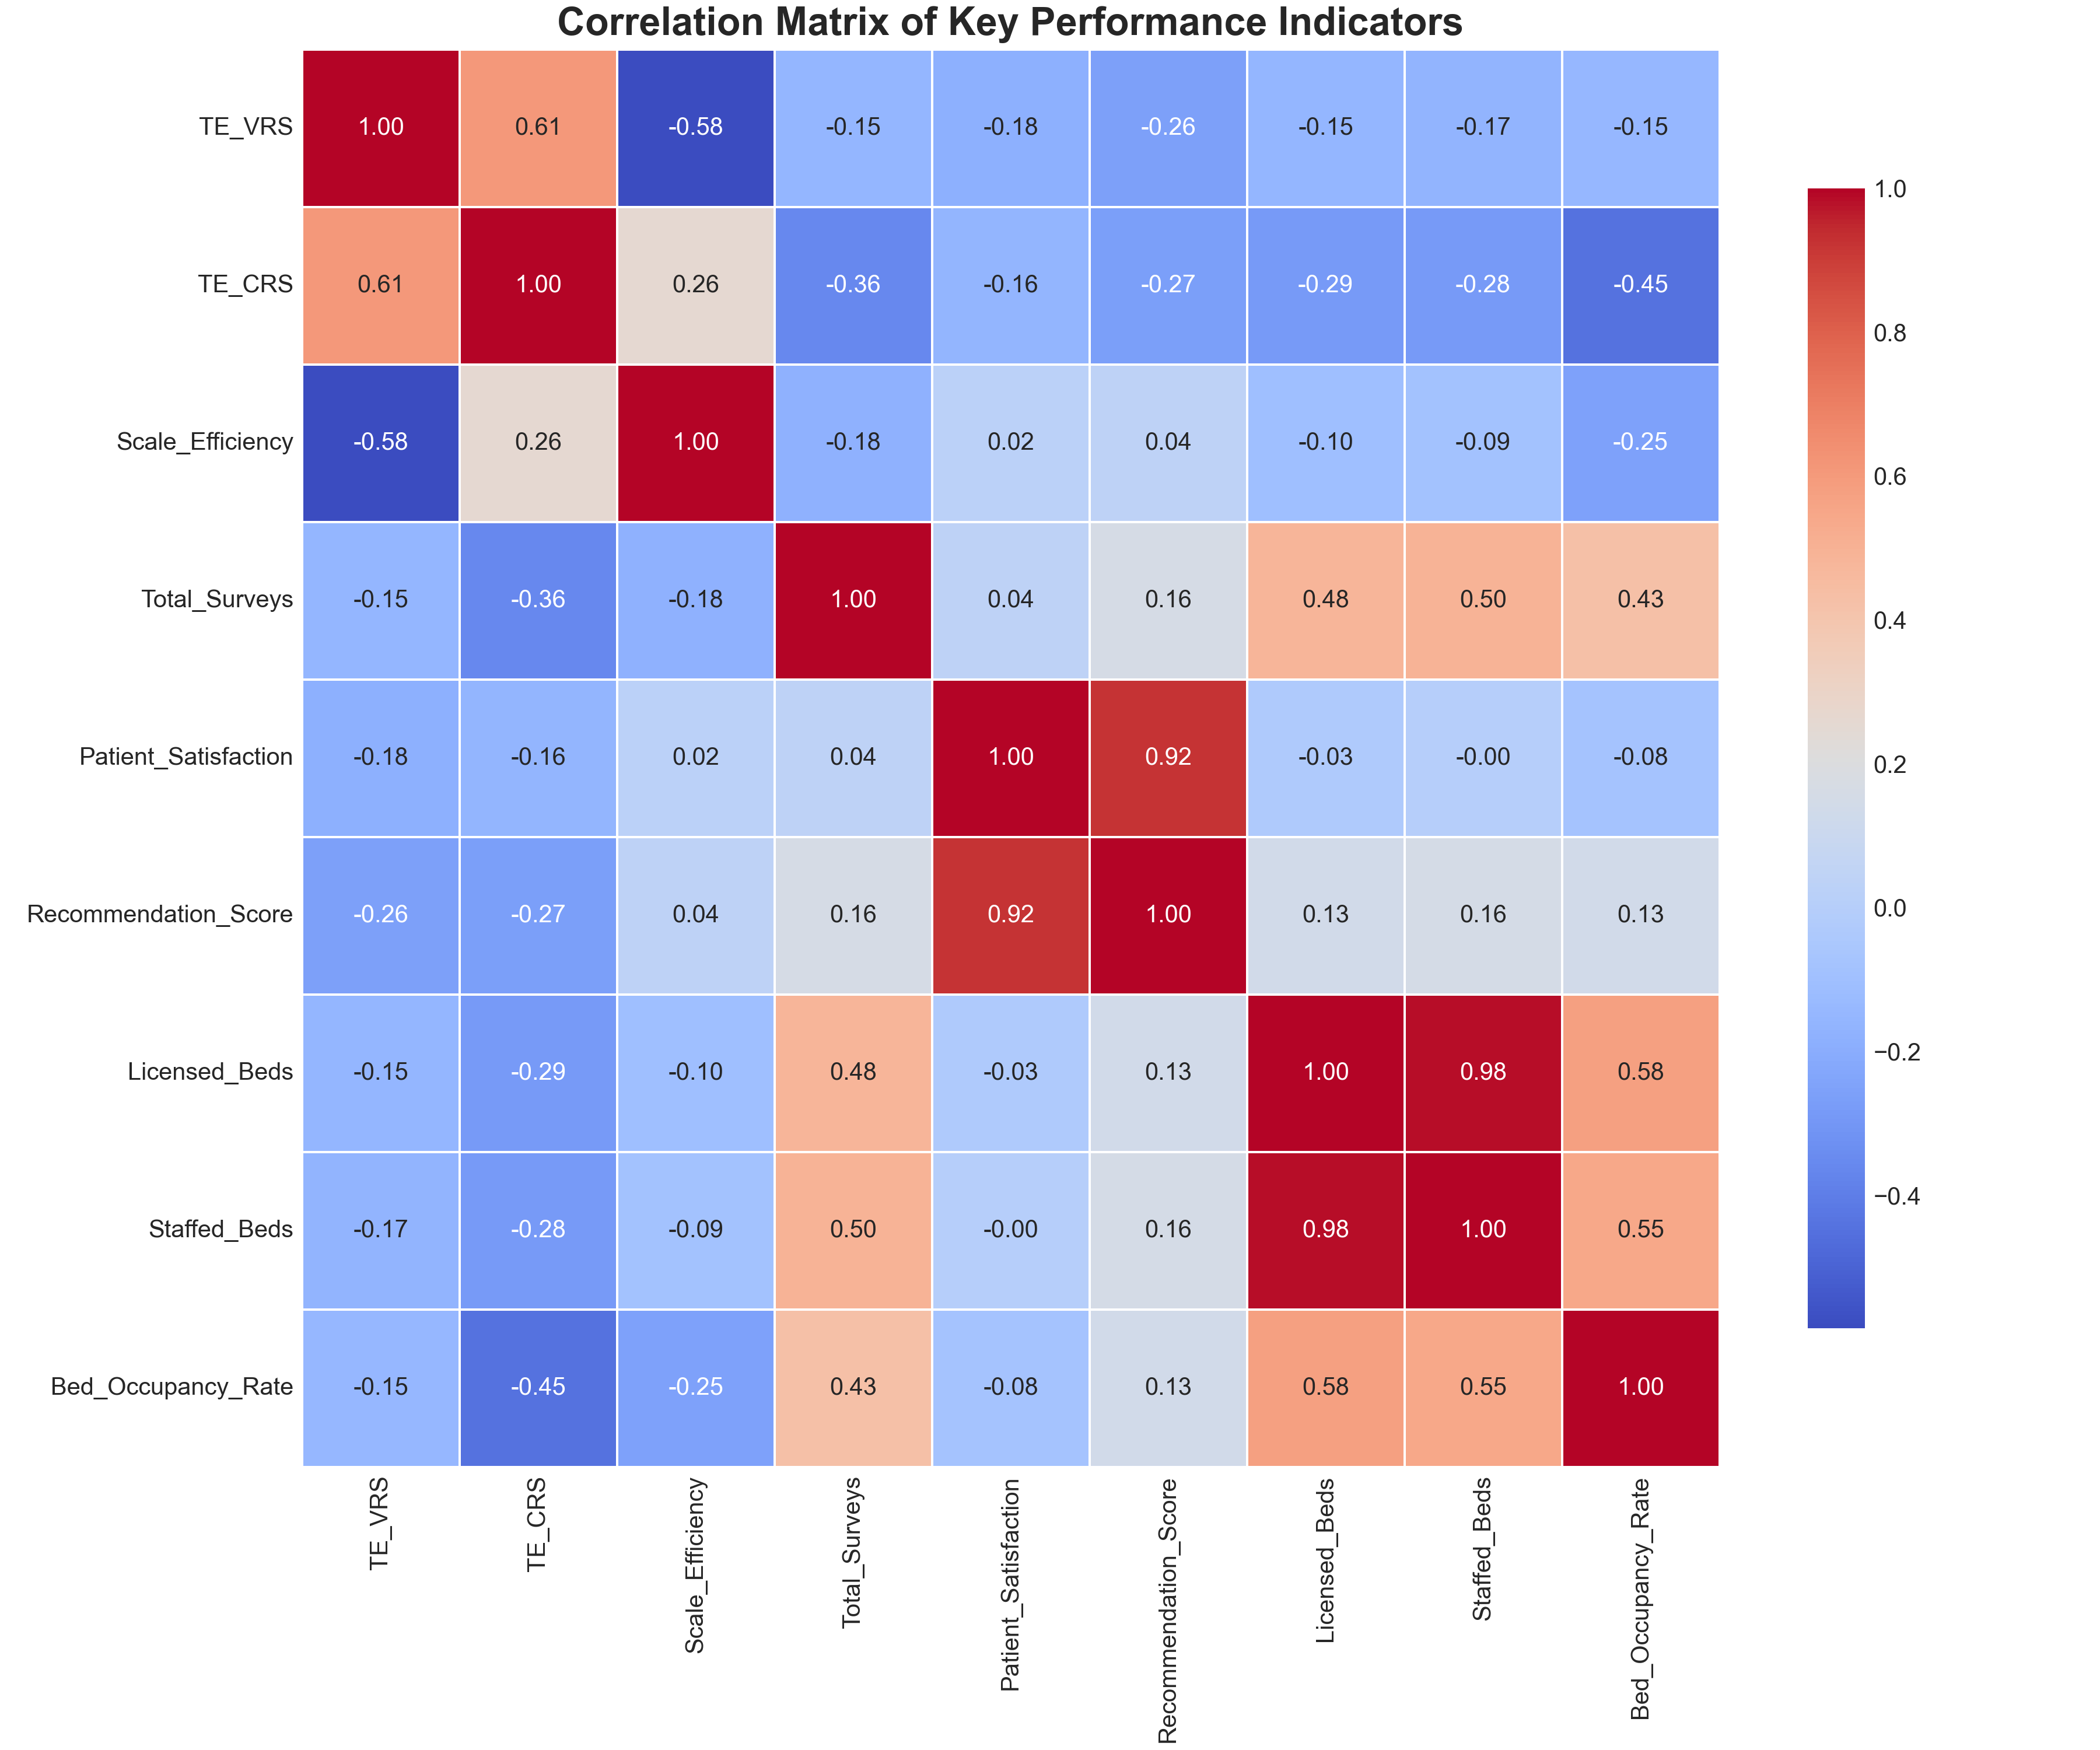 Correlation Matrix of Key Performance Indicators
TE_VRS 1.00 0.61 -0.58 -0.15 -0.18 -0.26 -0.15 -0.17 -0.15
TE_CRS 0.61 1.00 0.26 -0.36 -0.16 -0.27 -0.29 -0.28 -0.45
Scale_Efficiency -0.58 0.26 1.00 -0.18 0.02 0.04 -0.10 -0.09 -0.25
Total_Surveys -0.15 -0.36 -0.18 1.00 0.04 0.16 0.48 0.50 0.43
Patient_Satisfaction -0.18 -0.16 0.02 0.04 1.00 0.92 -0.03 -0.00 -0.08
Recommendation_Score -0.26 -0.27 0.04 0.16 0.92 1.00 0.13 0.16 0.13
Licensed_Beds -0.15 -0.29 -0.10 0.48 -0.03 0.13 1.00 0.98 0.58
Staffed_Beds -0.17 -0.28 -0.09 0.50 -0.00 0.16 0.98 1.00 0.55
Bed_Occupancy_Rate -0.15 -0.45 -0.25 0.43 -0.08 0.13 0.58 0.55 1.00
TE_VRS
TE_CRS
Scale_Efficiency
Total_Surveys
Patient_Satisfaction
Recommendation_Score
Licensed_Beds
Staffed_Beds
Bed_Occupancy_Rate
1.0
0.8
0.6
0.4
0.2
0.0
−0.2
−0.4